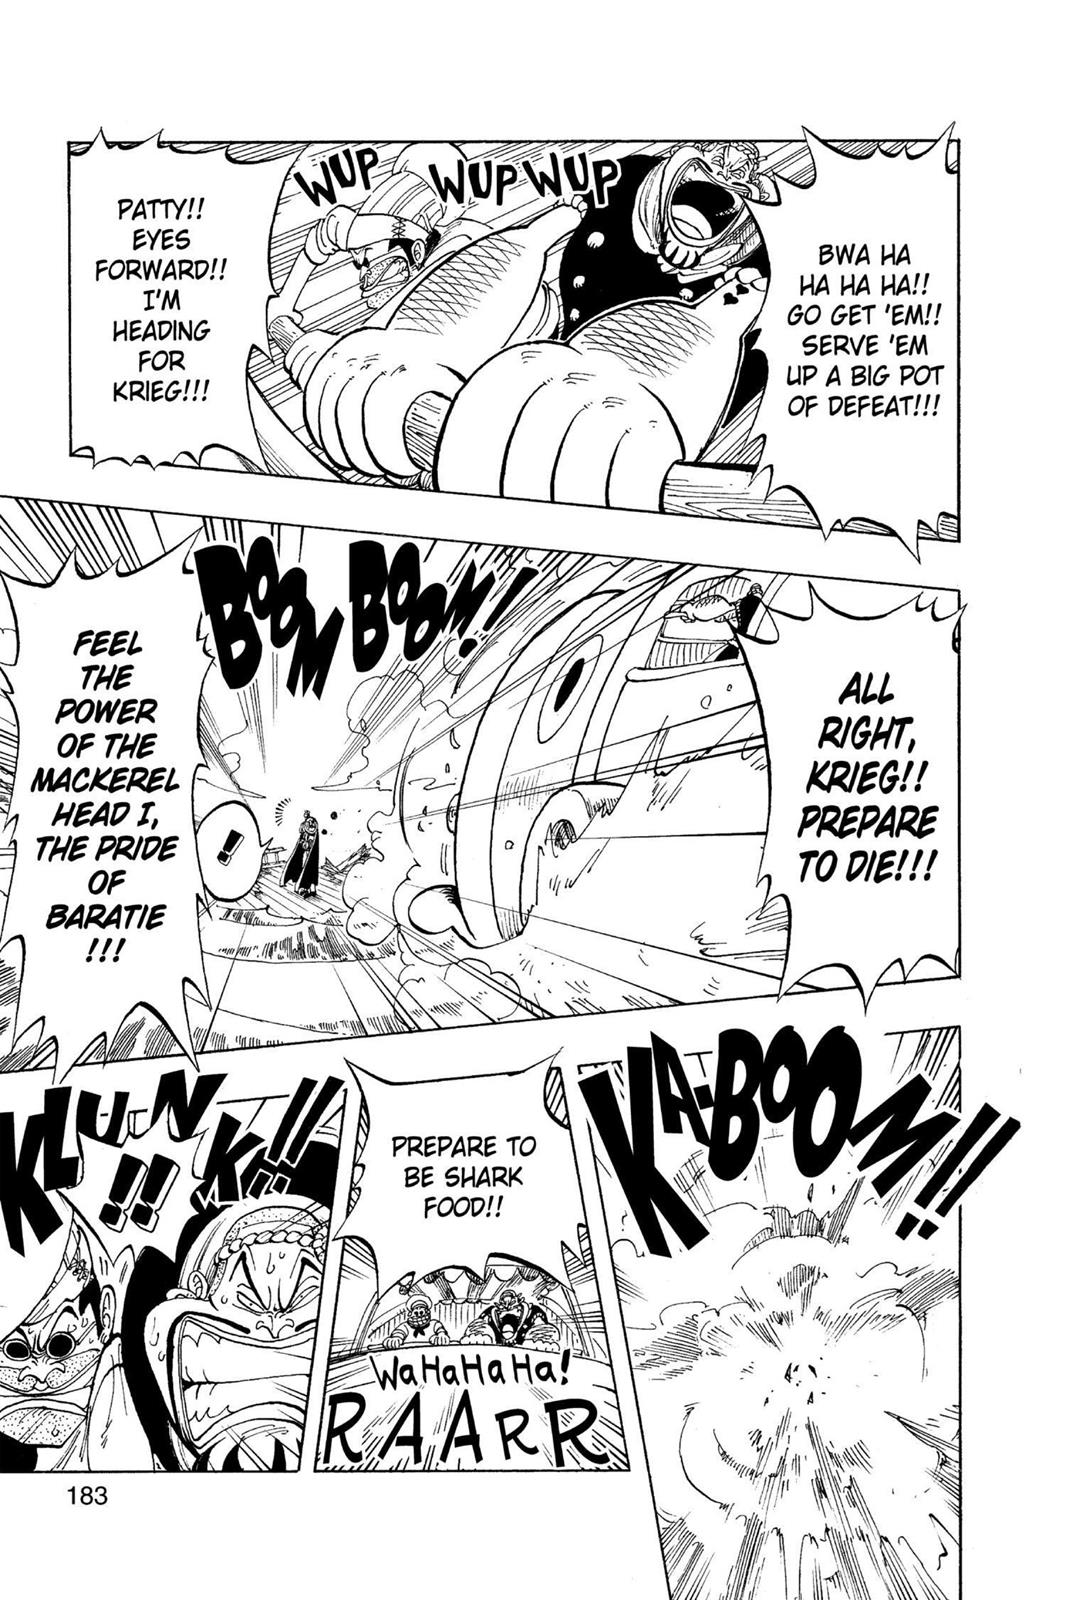 BWA HA
HA HA HA!!
GO GET 'EM!!
SERVE 'EM
UP A BIG POT
OF DEFEAT!!!
WUP WUP
WUP
PATTY!!
EYES
FORWARD!!
I'M
HEADING
FOR
KRIEG!!!
ALL
RIGHT,
KRIEG!!
PREPARE
TO DIE!!!
BOOM BOOM!!
!
FEEL
THE
POWER
OF THE
MACKEREL
HEAD I,
THE PRIDE
OF
BARATIE
!!!
KA-BOOM!!
PREPARE TO
BE SHARK
FOOD!!
WaHaHaHa!
RAARR
KLUNK!!
!!
183